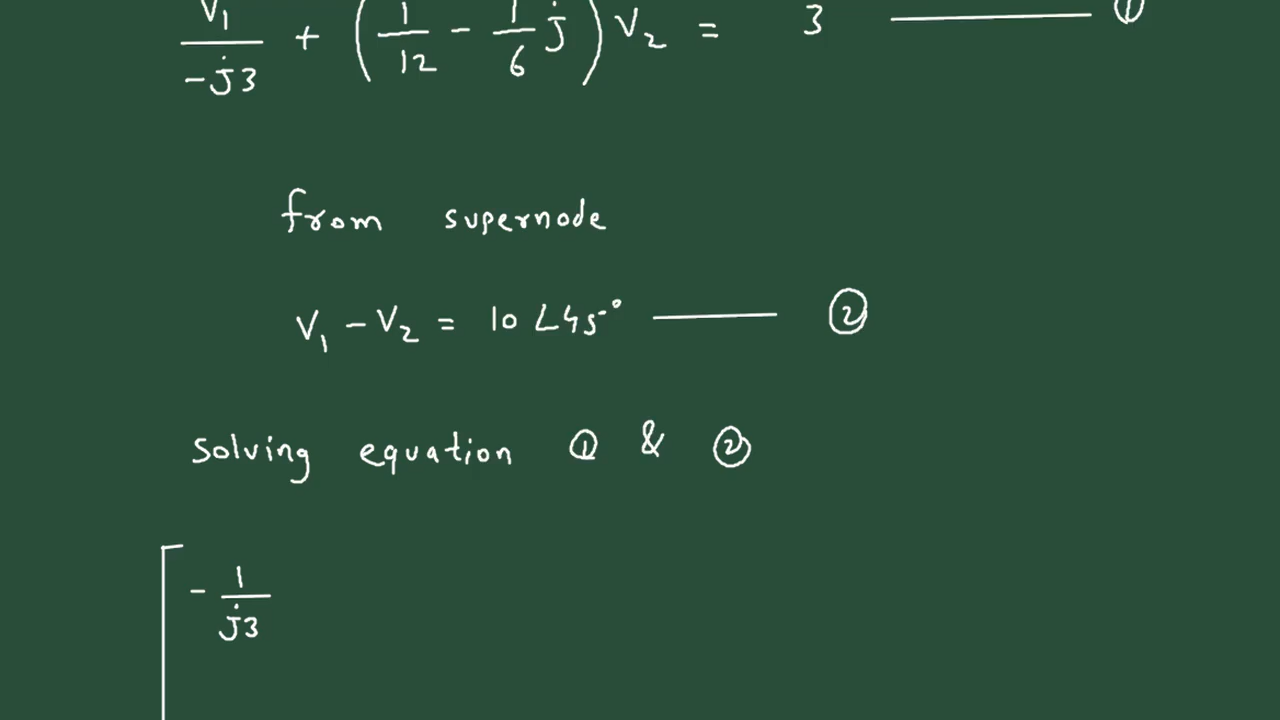 V₁/-j3 + (1/12 - 1/6 j) V₂ = 3 ——— ①
from supernode
V₁ - V₂ = 10 ∠45° ——— ②
solving equation ① & ②
[ - 1/j3